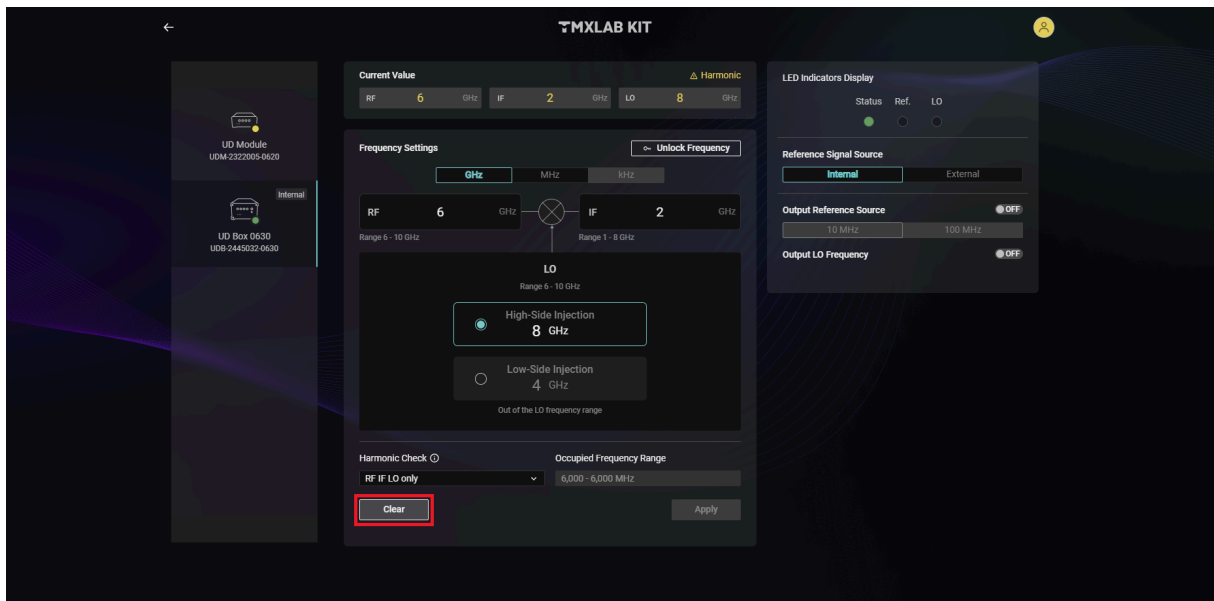 TMXLAB KIT
UD Module
UDM-2322005-0620
Internal
UD Box 0630
UDB-2445032-0630
Current Value
Harmonic
RF 6 GHz IF 2 GHz LO 8 GHz
Frequency Settings
Unlock Frequency
GHz MHz kHz
RF 6 GHz IF 2 GHz
Range 6 - 10 GHz Range 1 - 8 GHz
LO
Range 6 - 10 GHz
High-Side Injection
8 GHz
Low-Side Injection
4 GHz
Out of the LO frequency range
Harmonic Check Occupied Frequency Range
RF IF LO only 6,000 - 6,000 MHz
Clear Apply
LED Indicators Display
Status Ref. LO
Reference Signal Source
Internal External
Output Reference Source OFF
10 MHz 100 MHz
Output LO Frequency OFF